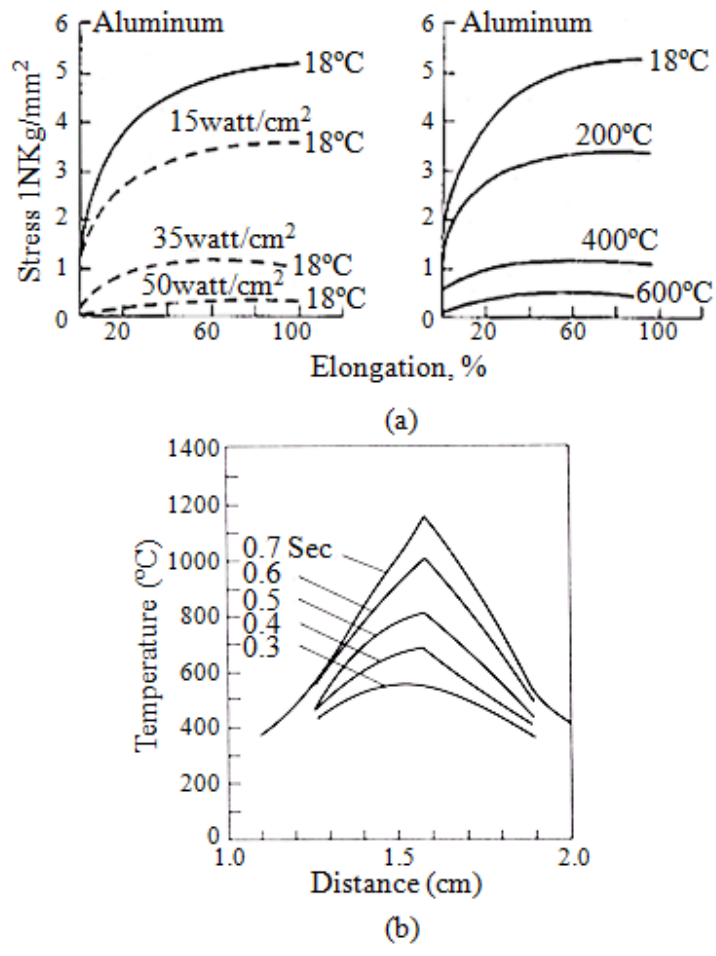 Aluminum
Stress 1NKg/mm²
6
5
4
3
2
1
0
18ºC
15watt/cm²
18ºC
35watt/cm²
18ºC
50watt/cm²
18ºC
20
60
100
Aluminum
6
5
4
3
2
1
0
18ºC
200ºC
400ºC
600ºC
20
60
100
Elongation, %
(a)
Temperature (ºC)
1400
1200
1000
800
600
400
200
0
0.7 Sec
0.6
0.5
0.4
0.3
1.0
1.5
2.0
Distance (cm)
(b)